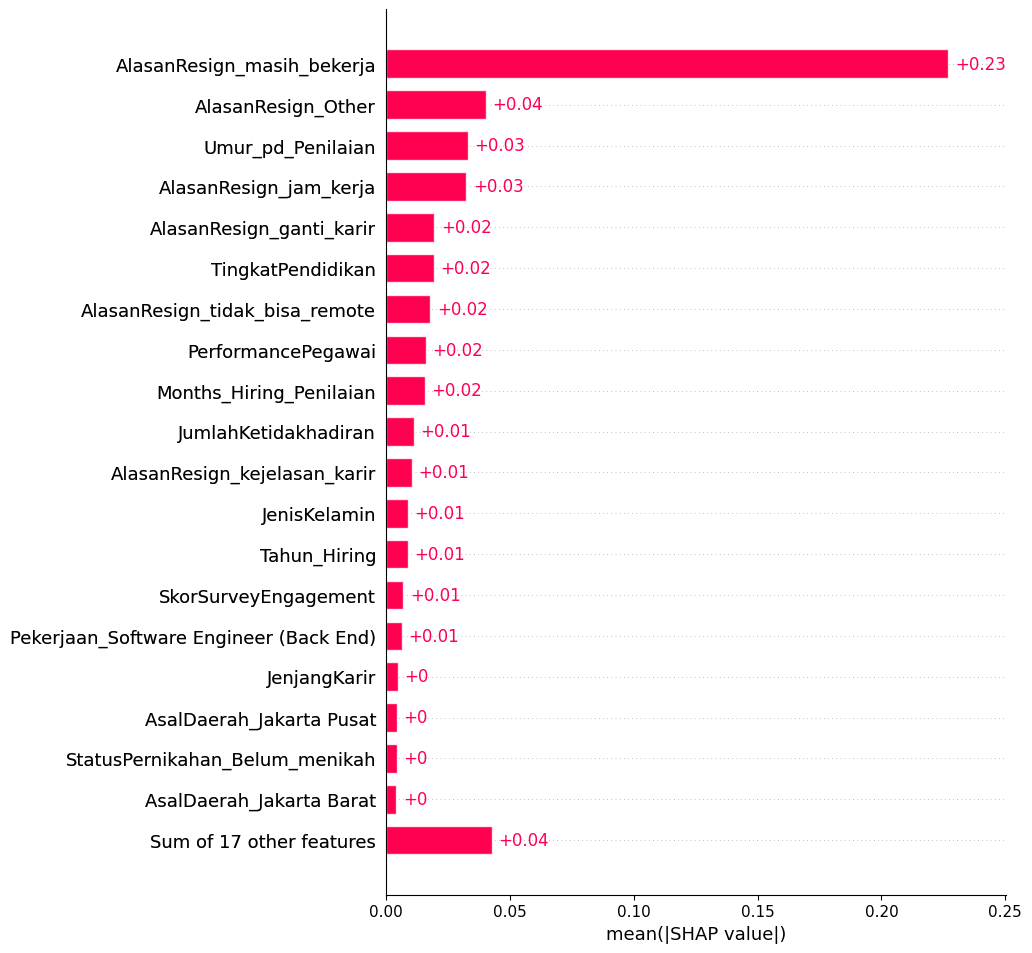 AlasanResign_masih_bekerja +0.23
AlasanResign_Other +0.04
Umur_pd_Penilaian +0.03
AlasanResign_jam_kerja +0.03
AlasanResign_ganti_karir +0.02
TingkatPendidikan +0.02
AlasanResign_tidak_bisa_remote +0.02
PerformancePegawai +0.02
Months_Hiring_Penilaian +0.02
JumlahKetidakhadiran +0.01
AlasanResign_kejelasan_karir +0.01
JenisKelamin +0.01
Tahun_Hiring +0.01
SkorSurveyEngagement +0.01
Pekerjaan_Software Engineer (Back End) +0.01
JenjangKarir +0
AsalDaerah_Jakarta Pusat +0
StatusPernikahan_Belum_menikah +0
AsalDaerah_Jakarta Barat +0
Sum of 17 other features +0.04
0.00 0.05 0.10 0.15 0.20 0.25
mean(|SHAP value|)